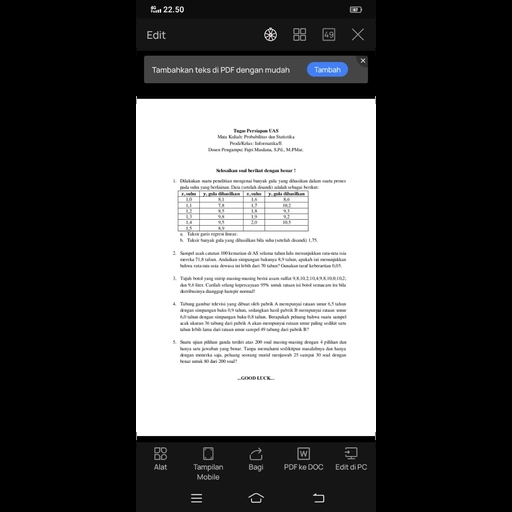 22.50
Edit
49
Tambahkan teks di PDF dengan mudah
Tambah
Tugas Persiapan UAS
Mata Kuliah: Probabilitas dan Statistika
Prodi/Kelas: Informatika/E
Dosen Pengampu: Fajri Maulana, S.Pd., M.PMat.
Selesaikan soal berikut dengan benar !
1. Dilakukan suatu penelitian mengenai banyak gula yang dihasilkan dalam suatu proses
pada suhu yang berlainan. Data (setelah disandi) adalah sebagai berikut:
x, suhu y, gula dihasilkan x, suhu y, gula dihasilkan
1,0 8,1 1,6 8,6
1,1 7,8 1,7 10,2
1,2 8,5 1,8 9,3
1,3 9,8 1,9 9,2
1,4 9,5 2,0 10,5
1,5 8,9
a. Taksir garis regresi linear.
b. Taksir banyak gula yang dihasilkan bila suhu (setelah disandi) 1,75.
2. Sampel acak catatan 100 kematian di AS selama tahun lalu menunjukkan rata-rata usia
mereka 71,8 tahun. Andaikan simpangan bakunya 8,9 tahun, apakah ini menunjukkan
bahwa rata-rata usia dewasa ini lebih dari 70 tahun? Gunakan taraf keberartian 0,05.
3. Tujuh botol yang mirip masing-masing berisi asam sulfat 9,8,10,2,10,4,9,8,10,0,10,2,
dan 9,6 liter. Carilah selang kepercayaan 95% untuk rataan isi botol semacam itu bila
distribusinya dianggap hampir normal!
4. Tabung gambar televisi yang dibuat oleh pabrik A mempunyai rataan umur 6,5 tahun
dengan simpangan baku 0,9 tahun, sedangkan hasil pabrik B mempunyai rataan umur
6,0 tahun dengan simpangan baku 0,8 tahun. Berapakah peluang bahwa suatu sampel
acak ukuran 36 tabung dari pabrik A akan mempunyai rataan umur paling sedikit satu
tahun lebih lama dari rataan umur sampel 49 tabung dari pabrik B?
5. Suatu ujian pilihan ganda terdiri atas 200 soal masing-masing dengan 4 pilihan dan
hanya satu jawaban yang benar. Tanpa memahami sedikitpun masalahnya dan hanya
dengan menerka saja, peluang seorang murid menjawab 25 sampai 30 soal dengan
benar untuk 80 dari 200 soal?
...GOOD LUCK...
Alat
Tampilan
Mobile
Bagi
PDF ke DOC
Edit di PC